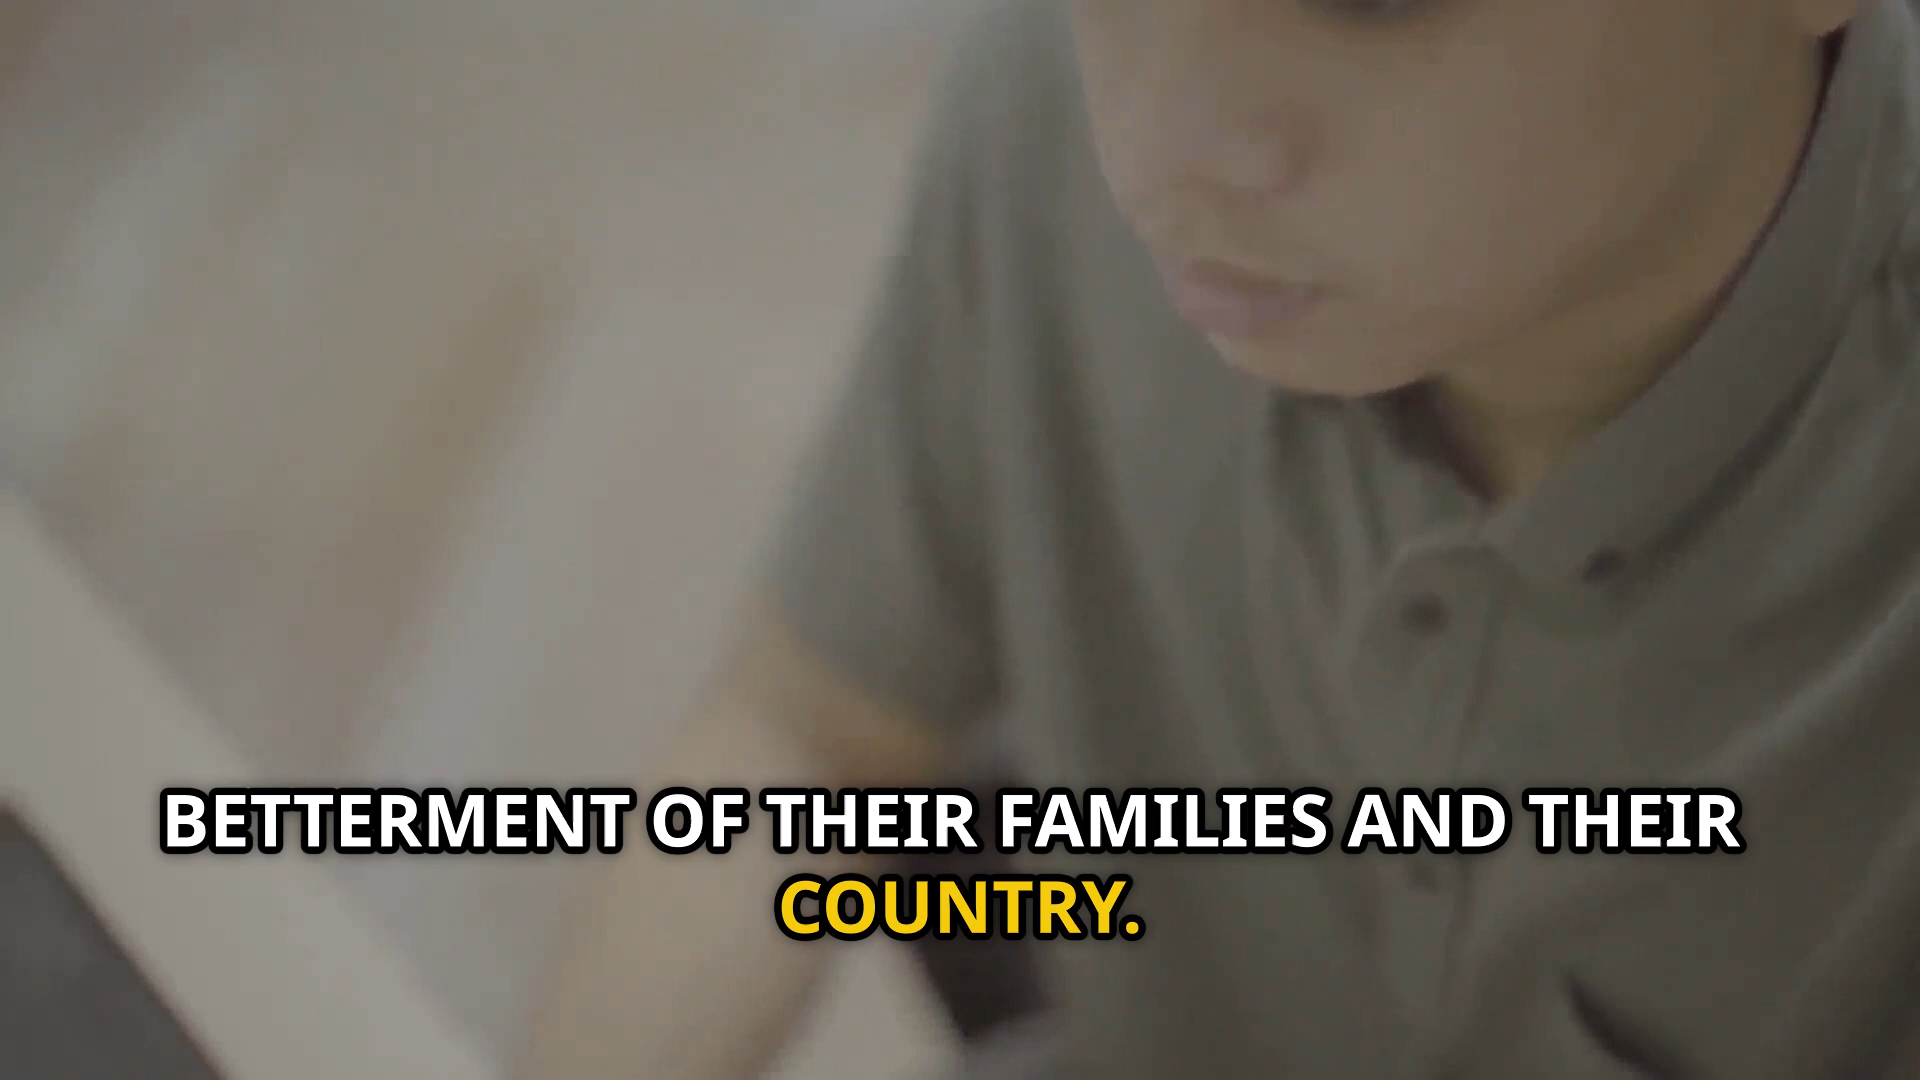 BETTERMENT OF THEIR FAMILIES AND THEIR
COUNTRY.